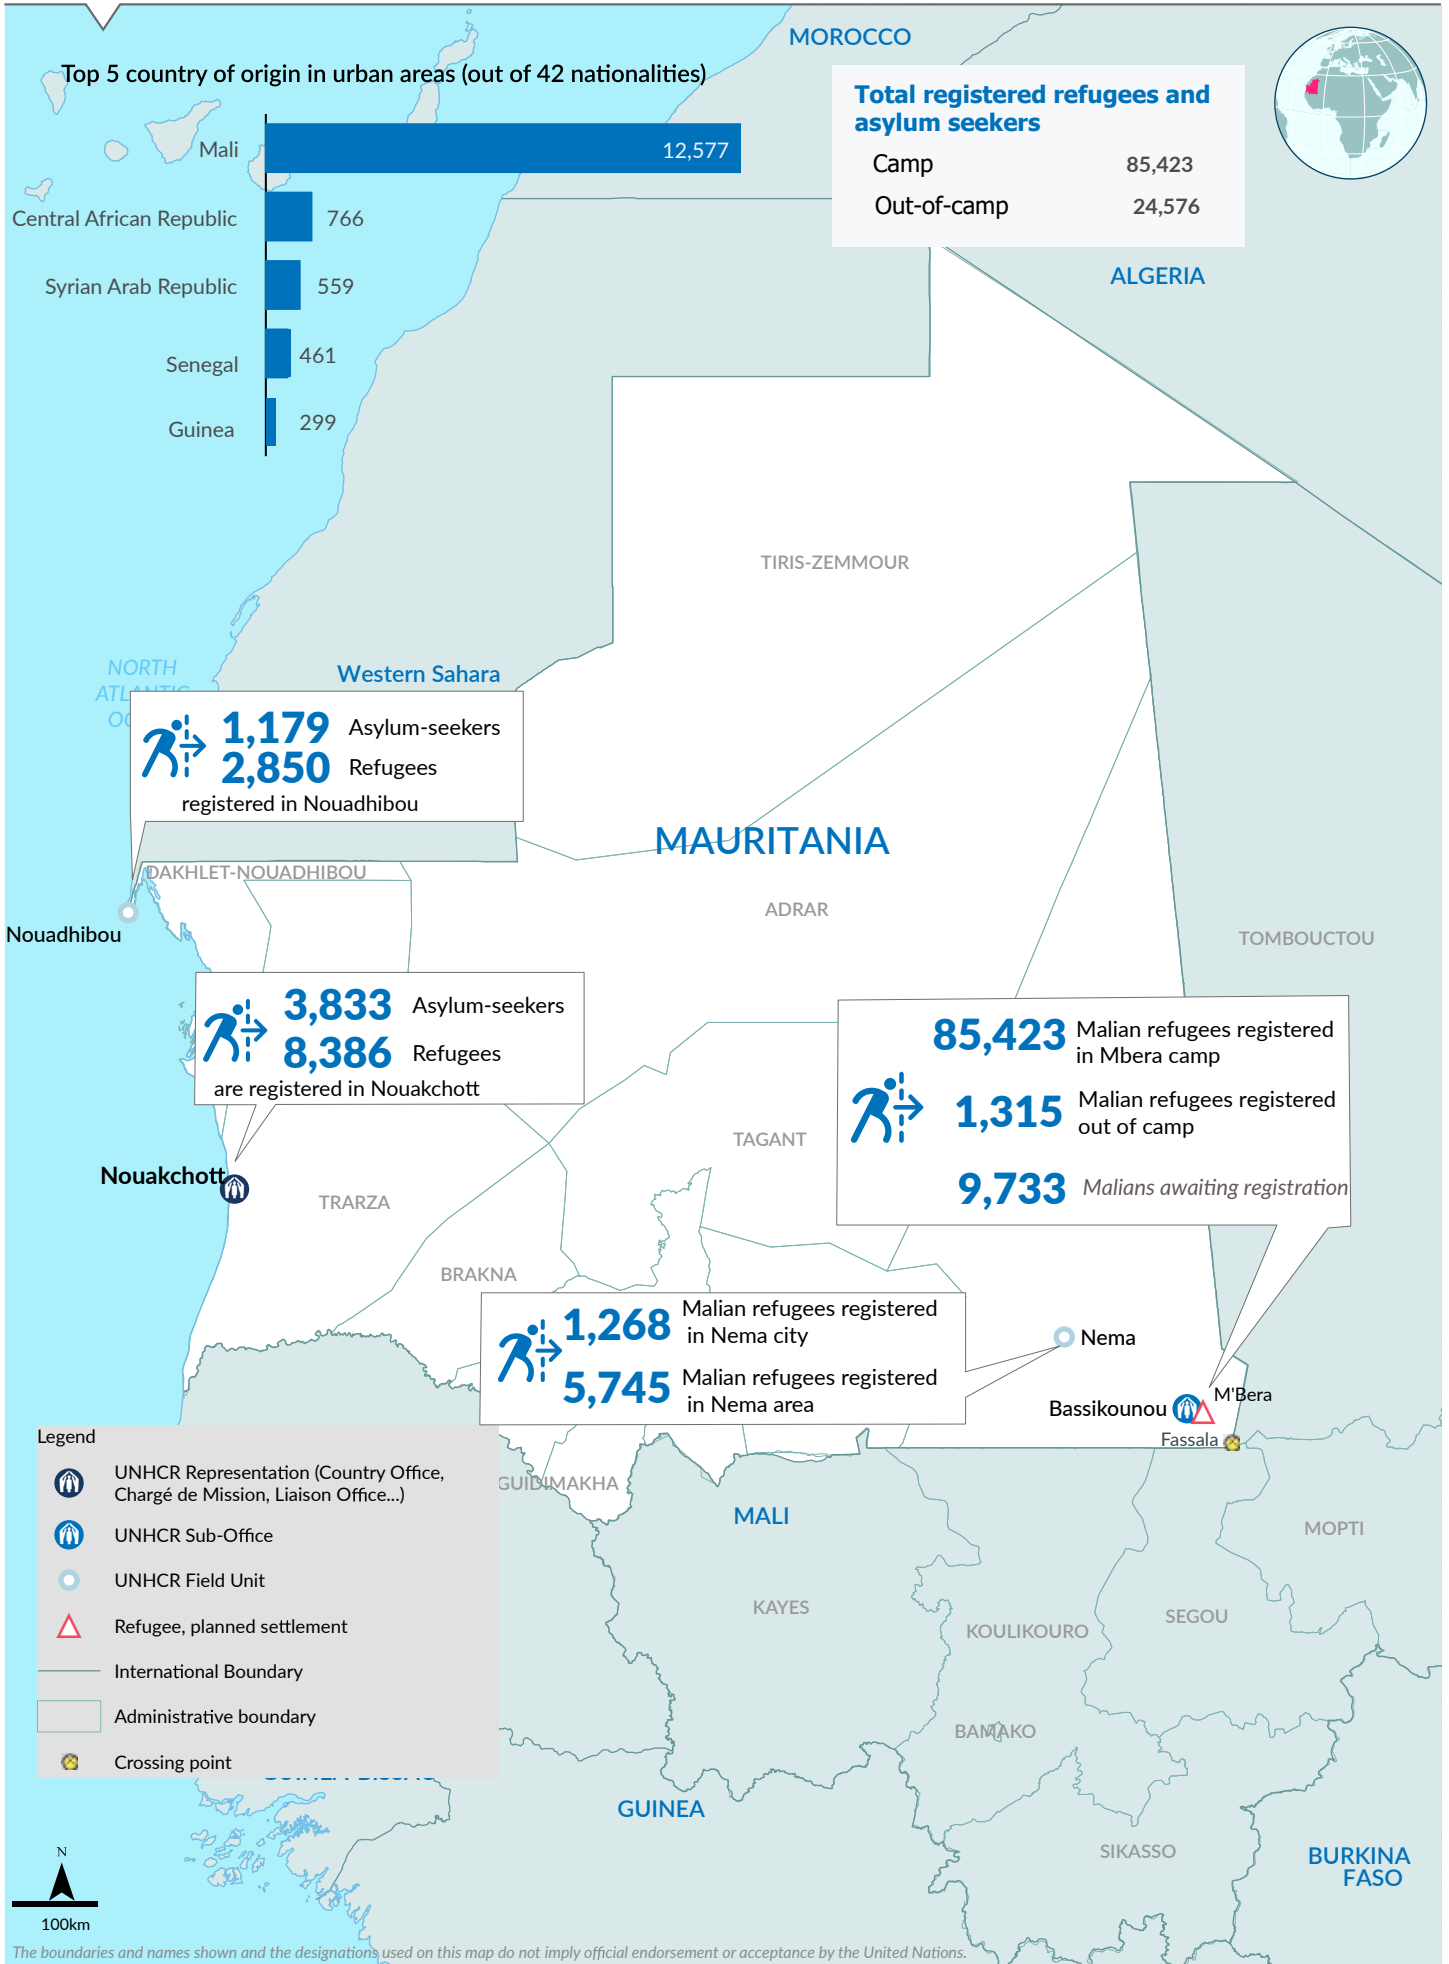 MOROCCO
Top 5 country of origin in urban areas (out of 42 nationalities)
Mali
12,577
Central African Republic
766
Syrian Arab Republic
559
Senegal
461
Guinea
299
Total registered refugees and
asylum seekers
Camp 85,423
Out-of-camp 24,576
ALGERIA
TIRIS-ZEMMOUR
NORTH
Western Sahara
1,179 Asylum-seekers
2,850 Refugees
registered in Nouadhibou
MAURITANIA
DAKHLET-NOUADHIBOU
ADRAR
Nouadhibou
TOMBOUCTOU
3,833 Asylum-seekers
8,386 Refugees
are registered in Nouakchott
85,423 Malian refugees registered
in Mbera camp
1,315 Malian refugees registered
out of camp
9,733 Malians awaiting registration
TAGANT
Nouakchott
TRARZA
BRAKNA
1,268 Malian refugees registered
in Nema city
5,745 Malian refugees registered
in Nema area
Nema
M'Bera
Bassikounou
Fassala
GUIDIMAKHA
MALI
MOPTI
KAYES
KOULIKOURO
SEGOU
BAMAKO
Legend
UNHCR Representation (Country Office,
Chargé de Mission, Liaison Office...)
UNHCR Sub-Office
UNHCR Field Unit
Refugee, planned settlement
International Boundary
Administrative boundary
Crossing point
GUINEA
SIKASSO
BURKINA
FASO
N
100km
The boundaries and names shown and the designations used on this map do not imply official endorsement or acceptance by the United Nations.